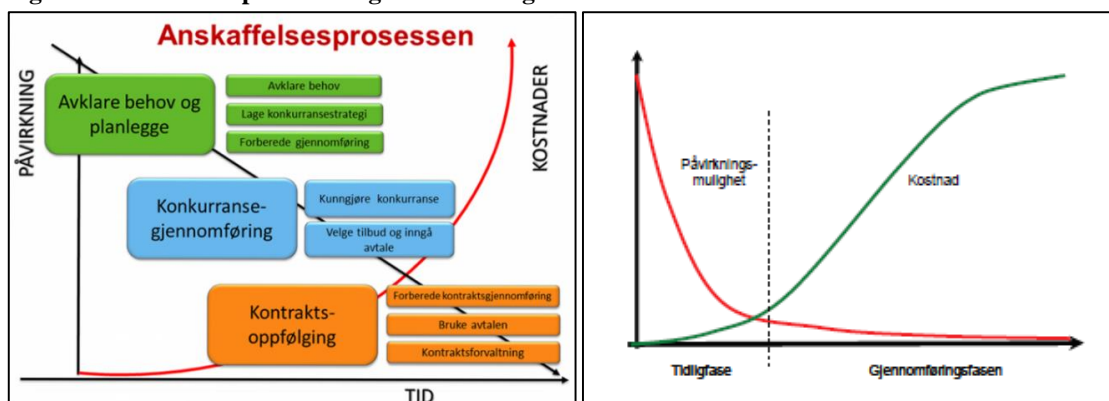 Anskaffelsesprosessen
PÅVIRKNING
KOSTNADER
Avklare behov og
planlegge
Avklare behov
Lage konkurransestrategi
Forberede gjennomføring
Konkurranse-
gjennomføring
Kunngjøre konkurranse
Velge tilbud og inngå
avtale
Kontrakts-
oppfølging
Forberede kontraktsgjennomføring
Bruke avtalen
Kontraktsforvaltning
TID
Påvirknings-
mulighet
Kostnad
Tidligfase
Gjennomføringsfasen